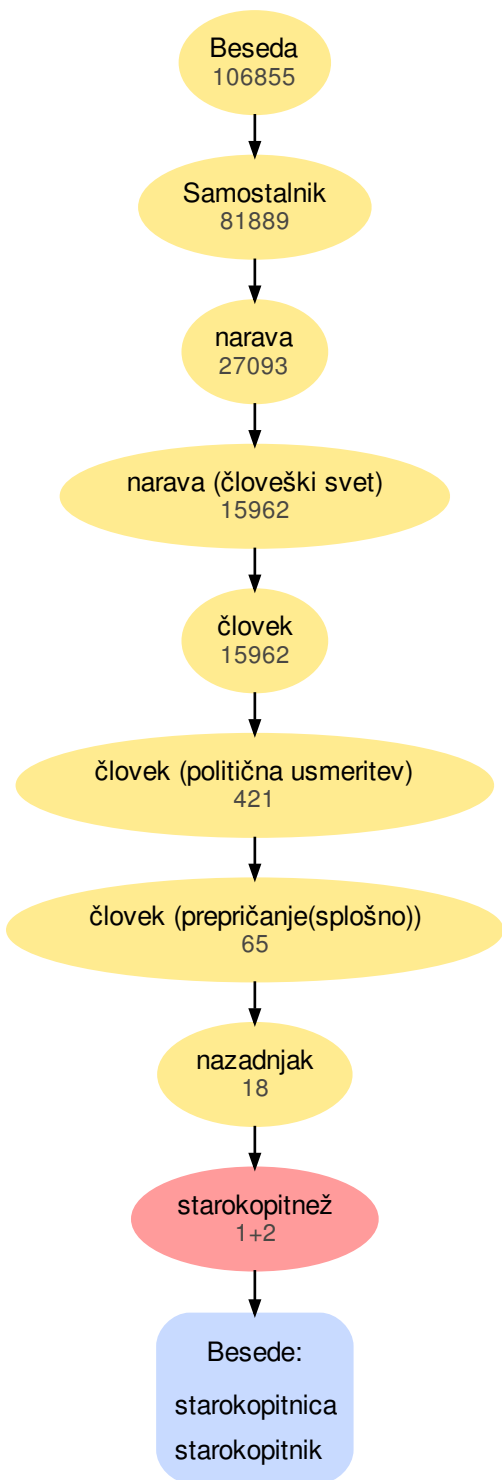 Beseda
106855
Samostalnik
81889
narava
27093
narava (človeški svet)
15962
človek
15962
človek (politična usmeritev)
421
človek (prepričanje(splošno))
65
nazadnjak
18
starokopitnež
1+2
Besede:
starokopitnica
starokopitnik